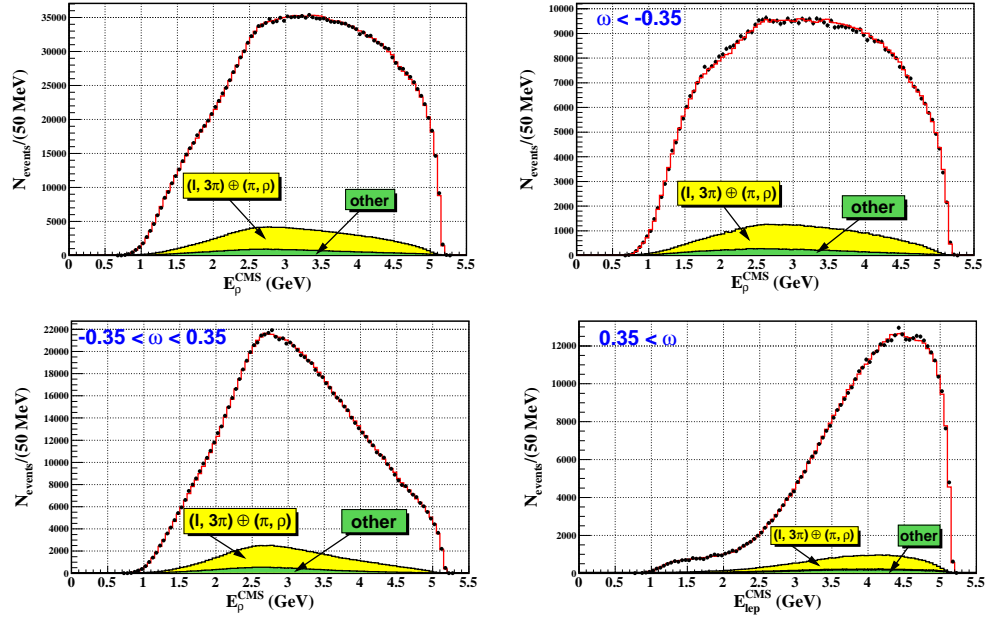 N_events/(50 MeV)
35000
30000
25000
20000
15000
10000
5000
0
(l, 3π) ⊕ (π, ρ)
other
0 0.5 1 1.5 2 2.5 3 3.5 4 4.5 5 5.5
E_ρ^CMS (GeV)
ω < -0.35
N_events/(50 MeV)
10000
9000
8000
7000
6000
5000
4000
3000
2000
1000
0
(l, 3π) ⊕ (π, ρ)
other
0 0.5 1 1.5 2 2.5 3 3.5 4 4.5 5 5.5
E_ρ^CMS (GeV)
-0.35 < ω < 0.35
N_events/(50 MeV)
22000
20000
18000
16000
14000
12000
10000
8000
6000
4000
2000
0
(l, 3π) ⊕ (π, ρ)
other
0 0.5 1 1.5 2 2.5 3 3.5 4 4.5 5 5.5
E_ρ^CMS (GeV)
0.35 < ω
N_events/(50 MeV)
12000
10000
8000
6000
4000
2000
0
(l, 3π) ⊕ (π, ρ)
other
0 0.5 1 1.5 2 2.5 3 3.5 4 4.5 5 5.5
E_lep^CMS (GeV)